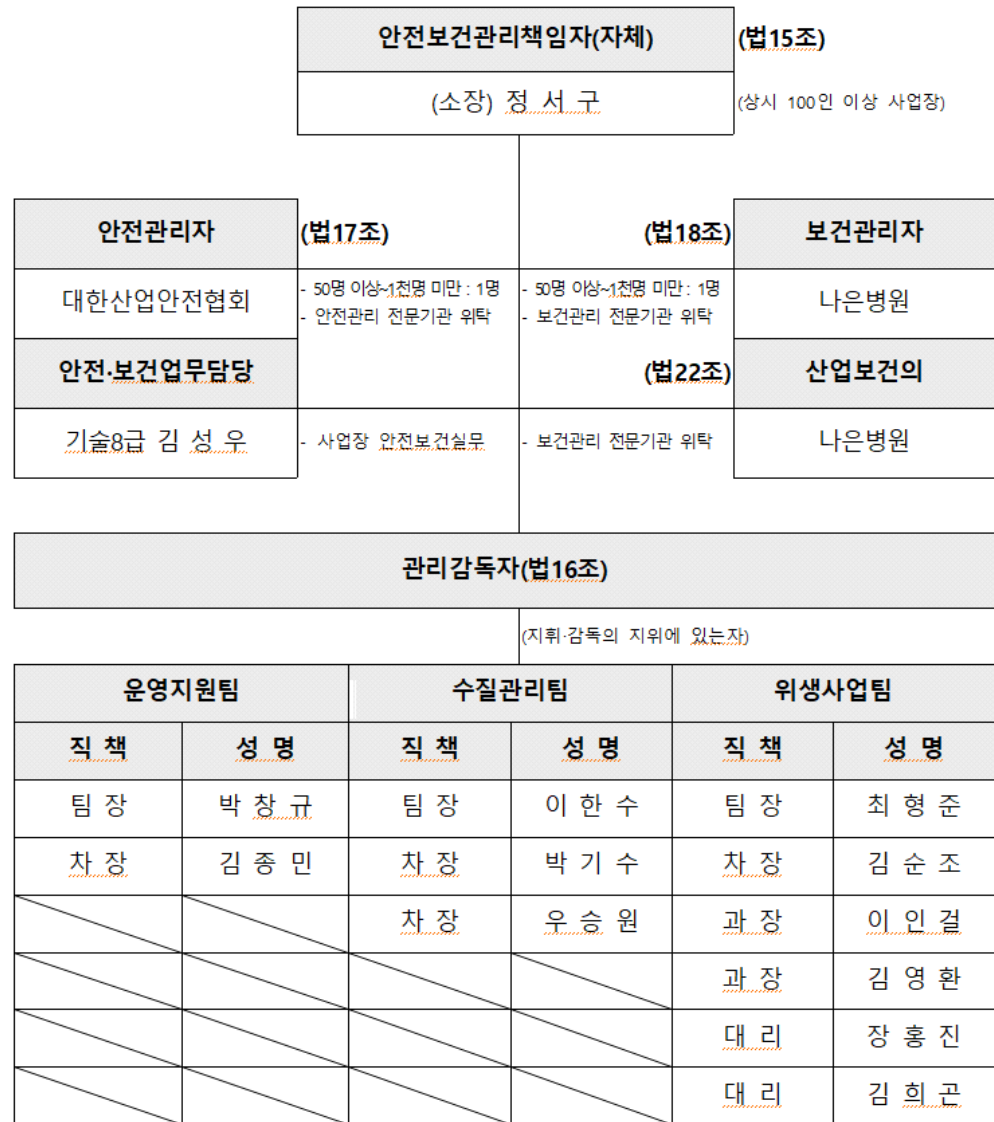 안전보건관리책임자(자체) (법15조)
(소장) 정 서 구 (상시 100인 이상 사업장)
안전관리자 (법17조) (법18조) 보건관리자
대한산업안전협회 - 50명 이상~1천명 미만 : 1명 - 50명 이상~1천명 미만 : 1명 나은병원
- 안전관리 전문기관 위탁 - 보건관리 전문기관 위탁
안전·보건업무담당 (법22조) 산업보건의
기술8급 김 성 우 - 사업장 안전보건실무 - 보건관리 전문기관 위탁 나은병원
관리감독자(법16조)
(지휘·감독의 지위에 있는자)
운영지원팀 수질관리팀 위생사업팀
직 책 성 명 직 책 성 명 직 책 성 명
팀 장 박 창 규 팀 장 이 한 수 팀 장 최 형 준
차 장 김 종 민 차 장 박 기 수 차 장 김 순 조
차 장 우 승 원 과 장 이 인 걸
과 장 김 영 환
대 리 장 홍 진
대 리 김 희 곤